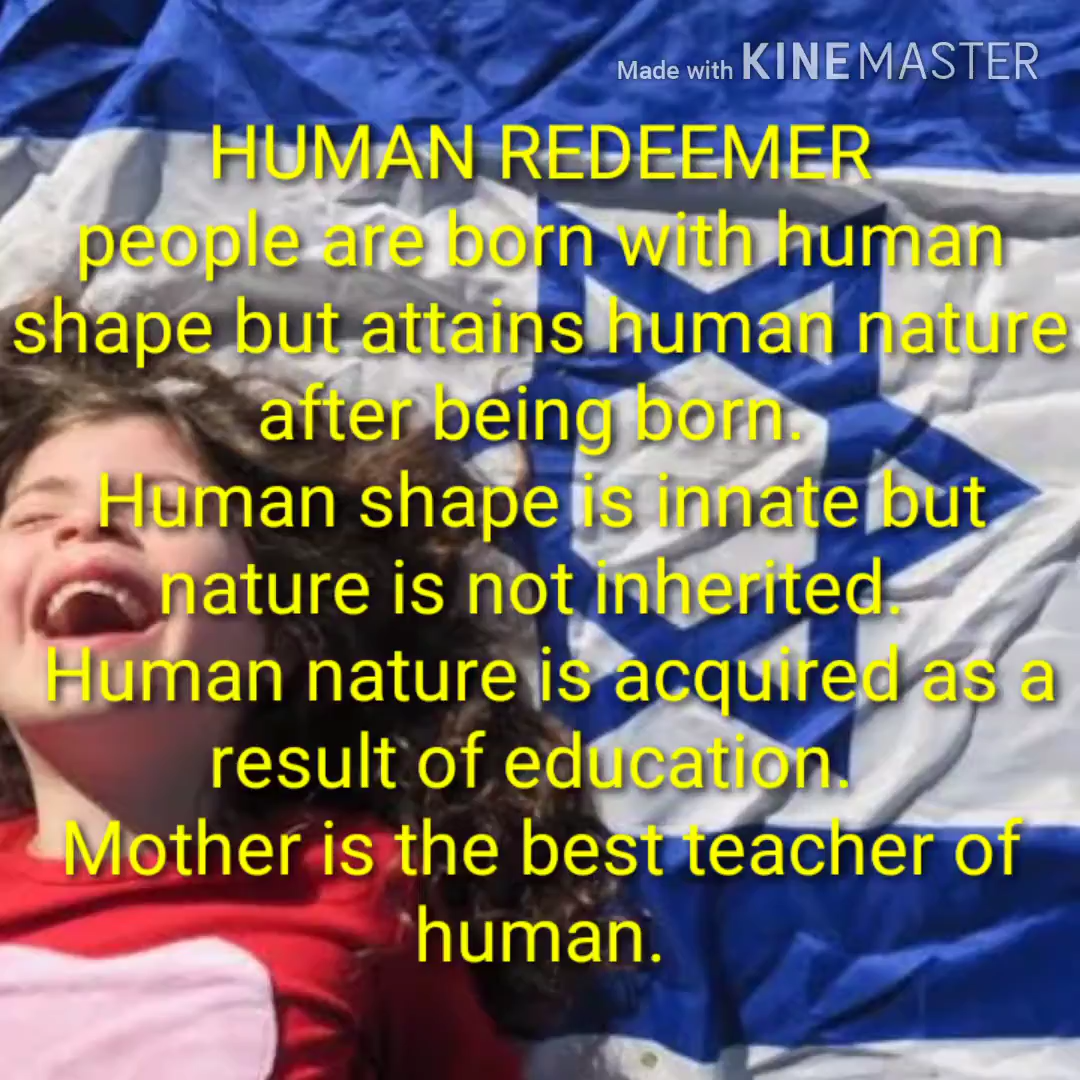 Made with KINEMASTER
HUMAN REDEEMER
people are born with human
shape but attains human nature
after being born.
Human shape is innate but
nature is not inherited.
Human nature is acquired as a
result of education.
Mother is the best teacher of
human.